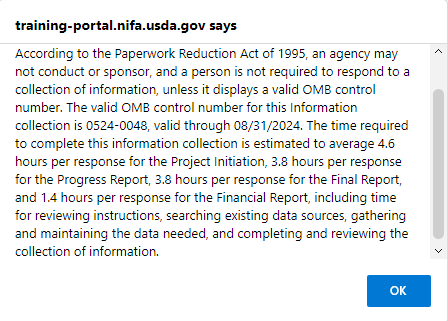 training-portal.nifa.usda.gov says
According to the Paperwork Reduction Act of 1995, an agency may
not conduct or sponsor, and a person is not required to respond to a
collection of information, unless it displays a valid OMB control
number. The valid OMB control number for this Information
collection is 0524-0048, valid through 08/31/2024. The time required
to complete this information collection is estimated to average 4.6
hours per response for the Project Initiation, 3.8 hours per response
for the Progress Report, 3.8 hours per response for the Final Report,
and 1.4 hours per response for the Financial Report, including time
for reviewing instructions, searching existing data sources, gathering
and maintaining the data needed, and completing and reviewing the
collection of information.
OK